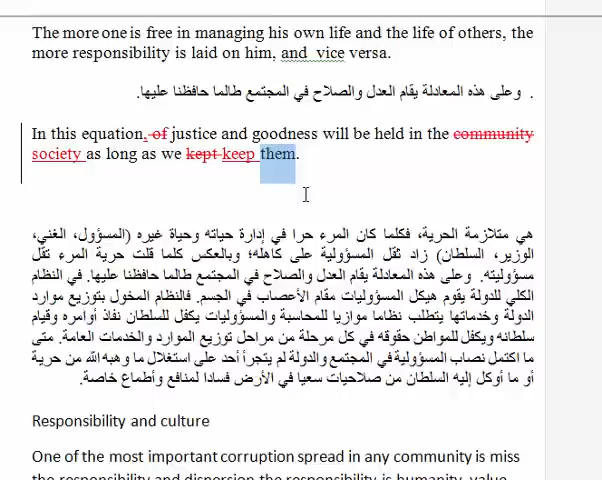 The more one is free in managing his own life and the life of others, the
more responsibility is laid on him, and  vice versa.
. وعلى هذه المعادلة يقام العدل والصلاح في المجتمع طالما حافظنا عليها.
In this equation, of justice and goodness will be held in the community
society as long as we kept keep them.
هي متلازمة الحرية، فكلما كان المرء حرا في إدارة حياته وحياة غيره (المسؤول، الغني،
الوزير، السلطان) زاد ثقل المسؤولية على كاهله؛ وبالعكس كلما قلت حرية المرء تقل
مسؤوليته. وعلى هذه المعادلة يقام العدل والصلاح في المجتمع طالما حافظنا عليها. في النظام
الكلي للدولة يقوم هيكل المسؤوليات مقام الأعصاب في الجسم. فالنظام المخول بتوزيع موارد
الدولة وخدماتها يتطلب نظاما موازيا للمحاسبة والمسؤوليات يكفل للسلطان نفاذ أوامره وقيام
سلطانه ويكفل للمواطن حقوقه في كل مرحلة من مراحل توزيع الموارد والخدمات العامة. متى
ما اكتمل نصاب المسؤولية في المجتمع والدولة لم يتجرأ أحد على استغلال ما وهبه الله من حرية
أو ما أوكل إليه السلطان من صلاحيات سعيا في الأرض فسادا لمنافع وأطماع خاصة.
Responsibility and culture
One of the most important corruption spread in any community is miss
the responsibility and dispersion the responsibility is humanity, value